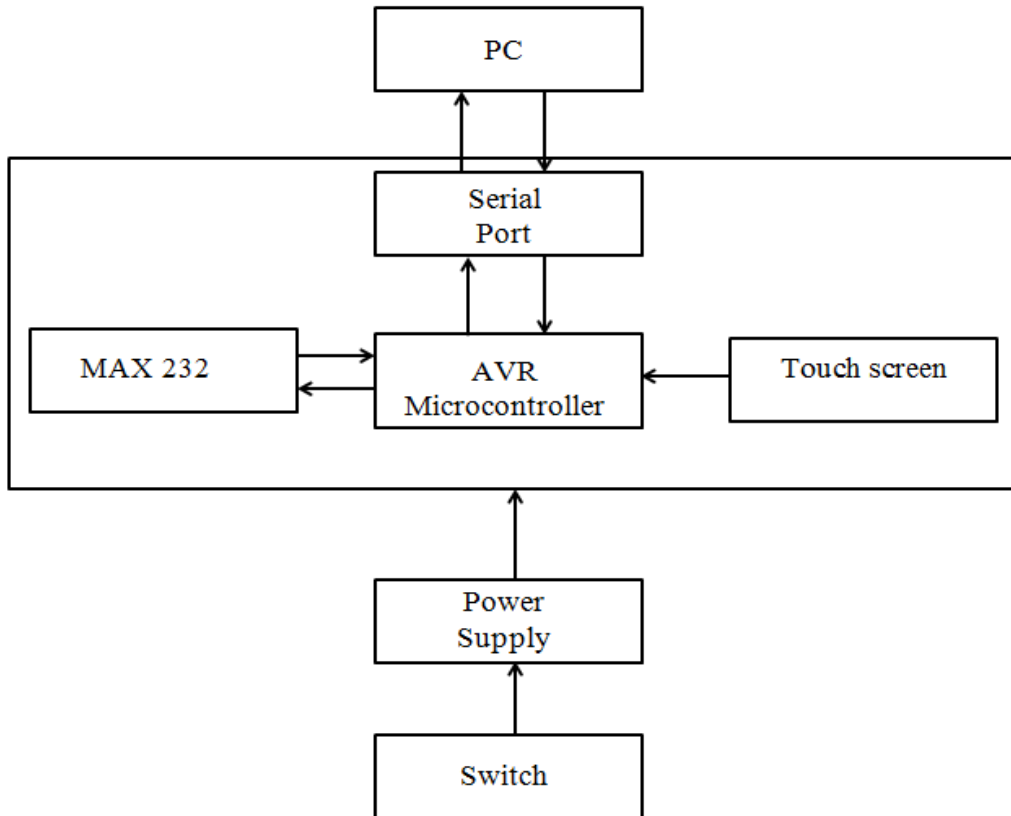 PC
Serial
Port
MAX 232
AVR
Microcontroller
Touch screen
Power
Supply
Switch